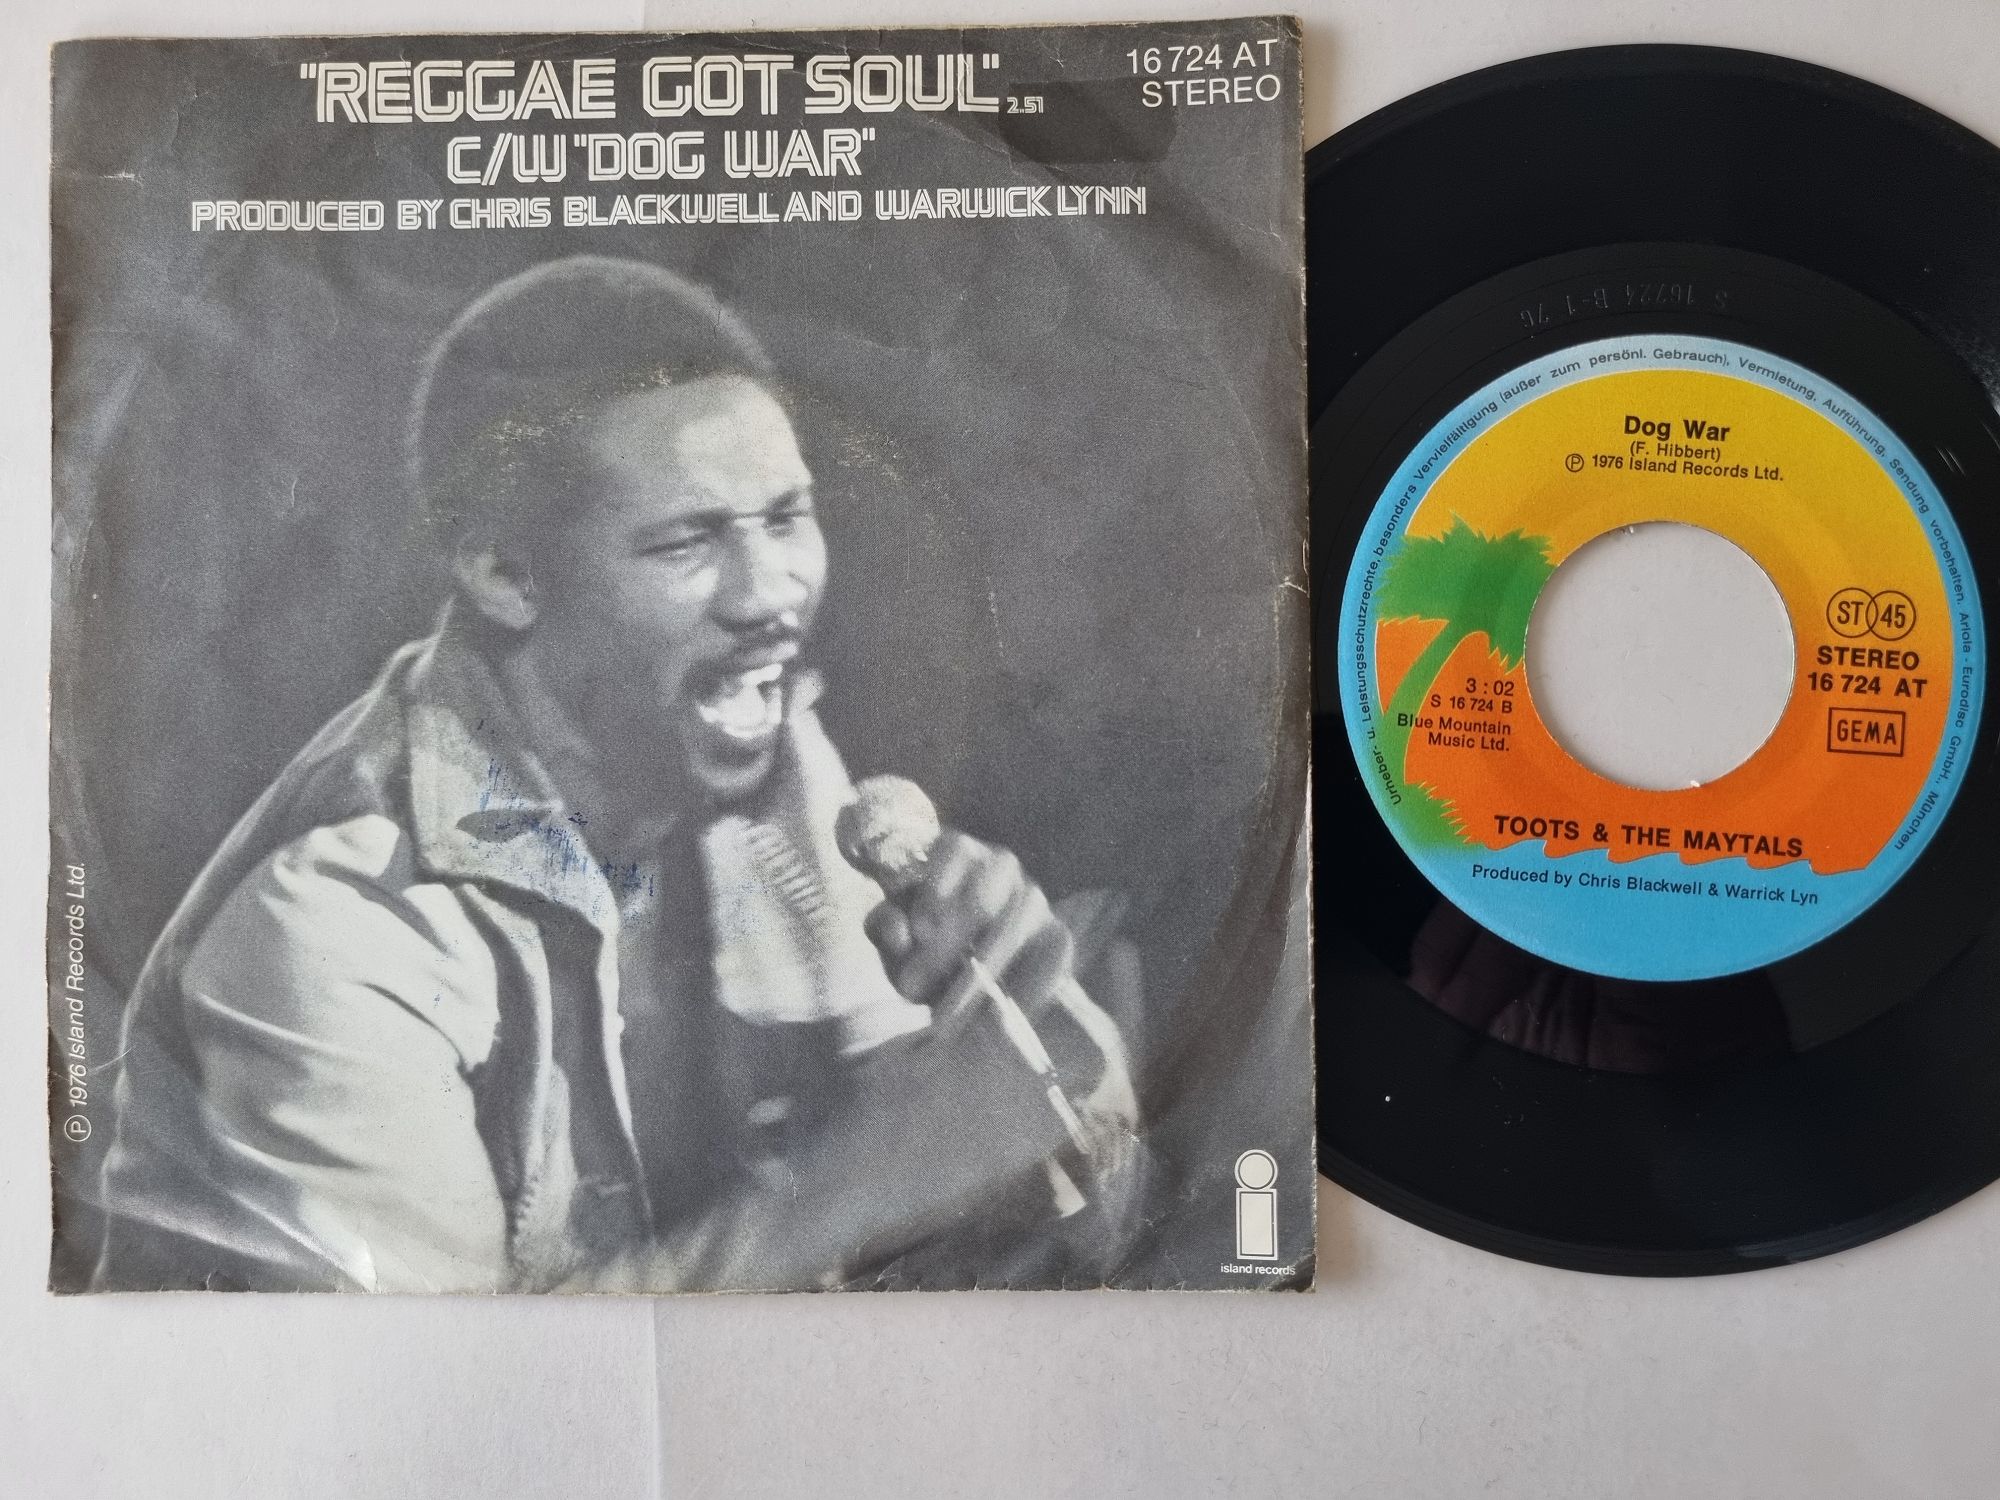 "REGGAE GOT SOUL" 2.51
C/W "DOG WAR"
PRODUCED BY CHRIS BLACKWELL AND WARWICK LYNN
16 724 AT
STEREO
℗ 1976 Island Records Ltd.
island records
S 16724 B-1 76
Urheber- u. Leistungsschutzrechte, besonders Vervielfältigung (außer zum persönl. Gebrauch), Vermietung, Aufführung, Sendung vorbehalten. Ariola - Eurodisc GmbH., München
Dog War
(F. Hibbert)
℗ 1976 Island Records Ltd.
ST 45
STEREO
16 724 AT
GEMA
3 : 02
S 16 724 B
Blue Mountain
Music Ltd.
TOOTS & THE MAYTALS
Produced by Chris Blackwell & Warrick Lyn